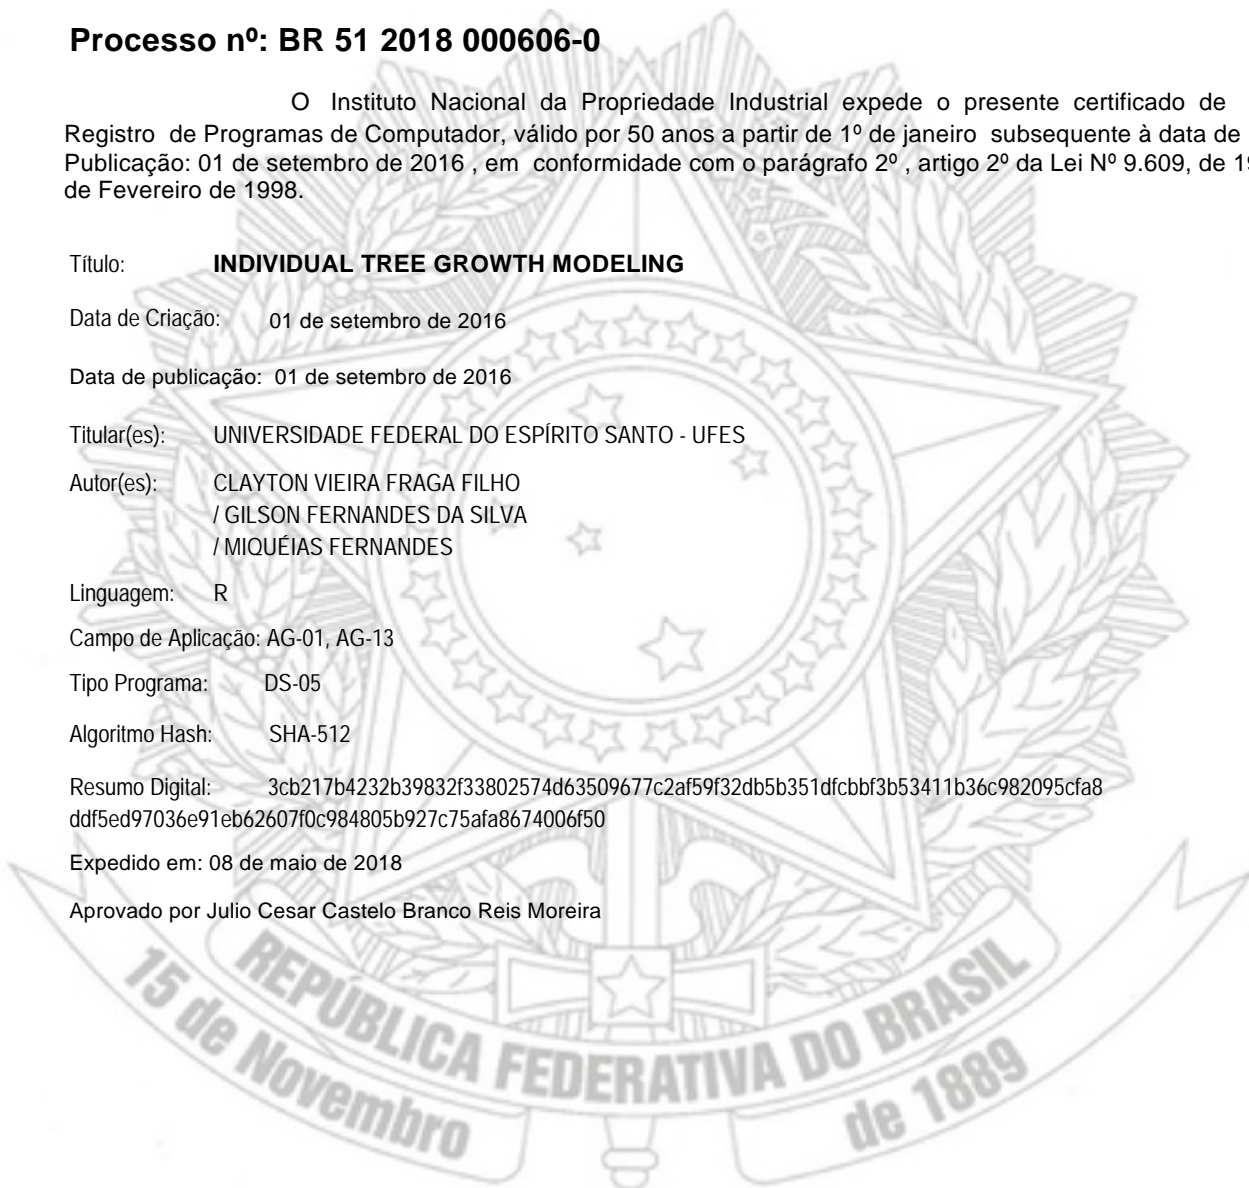 Processo nº: BR 51 2018 000606-0
O Instituto Nacional da Propriedade Industrial expede o presente certificado de
Registro de Programas de Computador, válido por 50 anos a partir de 1º de janeiro subsequente à data de
Publicação: 01 de setembro de 2016 , em conformidade com o parágrafo 2º , artigo 2º da Lei Nº 9.609, de 19
de Fevereiro de 1998.
Título: INDIVIDUAL TREE GROWTH MODELING
Data de Criação: 01 de setembro de 2016
Data de publicação: 01 de setembro de 2016
Titular(es): UNIVERSIDADE FEDERAL DO ESPÍRITO SANTO - UFES
Autor(es): CLAYTON VIEIRA FRAGA FILHO
/ GILSON FERNANDES DA SILVA
/ MIQUÉIAS FERNANDES
Linguagem: R
Campo de Aplicação: AG-01, AG-13
Tipo Programa: DS-05
Algoritmo Hash: SHA-512
Resumo Digital: 3cb217b4232b39832f33802574d63509677c2af59f32db5b351dfcbbf3b53411b36c982095cfa8
ddf5ed97036e91eb62607f0c984805b927c75afa8674006f50
Expedido em: 08 de maio de 2018
Aprovado por Julio Cesar Castelo Branco Reis Moreira
REPÚBLICA FEDERATIVA DO BRASIL
15 de Novembro de 1889